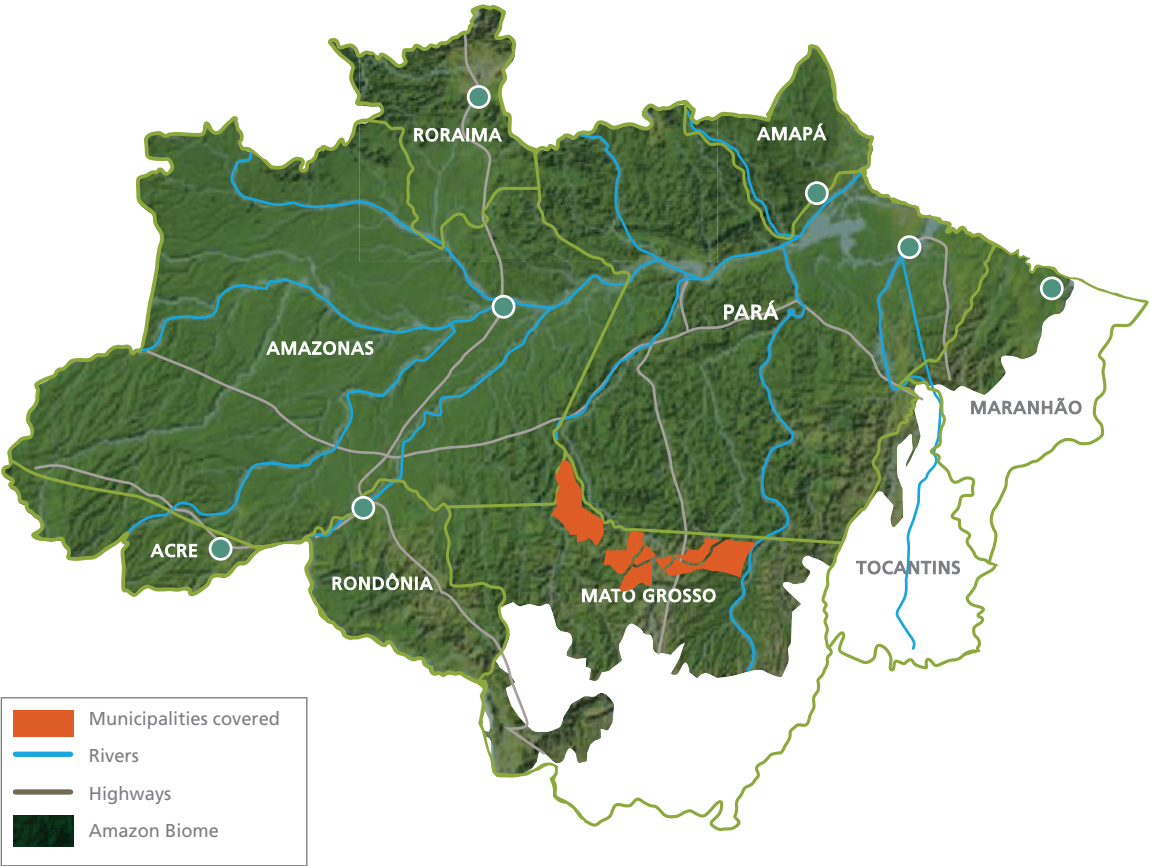 RORAIMA
AMAPÁ
PARÁ
AMAZONAS
MARANHÃO
ACRE
RONDÔNIA
TOCANTINS
MATO GROSSO
Municipalities covered
Rivers
Highways
Amazon Biome